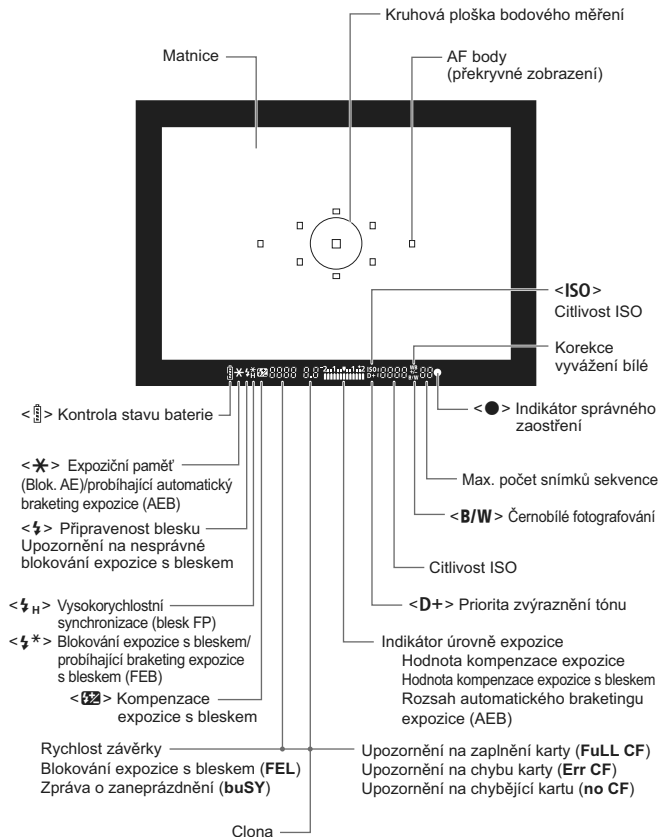 Kruhová ploška bodového měření
Matnice
AF body
(překryvné zobrazení)
<ISO>
Citlivost ISO
Korekce
vyvážení bílé
< > Kontrola stavu baterie
<●> Indikátor správného
zaostření
<✱> Expoziční paměť
(Blok. AE)/probíhající automatický
braketing expozice (AEB)
Max. počet snímků sekvence
<B/W> Černobílé fotografování
<⚡> Připravenost blesku
Upozornění na nesprávné
blokování expozice s bleskem
Citlivost ISO
<⚡H> Vysokorychlostní
synchronizace (blesk FP)
<D+> Priorita zvýraznění tónu
<⚡*> Blokování expozice s bleskem/
probíhající braketing expozice
s bleskem (FEB)
Indikátor úrovně expozice
Hodnota kompenzace expozice
Hodnota kompenzace expozice s bleskem
Rozsah automatického braketingu
expozice (AEB)
< > Kompenzace
expozice s bleskem
Rychlost závěrky
Blokování expozice s bleskem (FEL)
Zpráva o zaneprázdnění (buSY)
Upozornění na zaplnění karty (FuLL CF)
Upozornění na chybu karty (Err CF)
Upozornění na chybějící kartu (no CF)
Clona